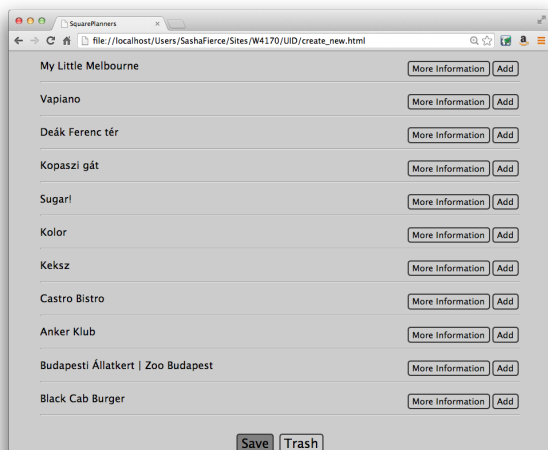 SquarePlanners
file://localhost/Users/SashaFierce/Sites/W4170/UID/create_new.html
My Little Melbourne More Information Add
Vapiano More Information Add
Deák Ferenc tér More Information Add
Kopaszi gát More Information Add
Sugar! More Information Add
Kolor More Information Add
Keksz More Information Add
Castro Bistro More Information Add
Anker Klub More Information Add
Budapesti Állatkert | Zoo Budapest More Information Add
Black Cab Burger More Information Add
Save Trash